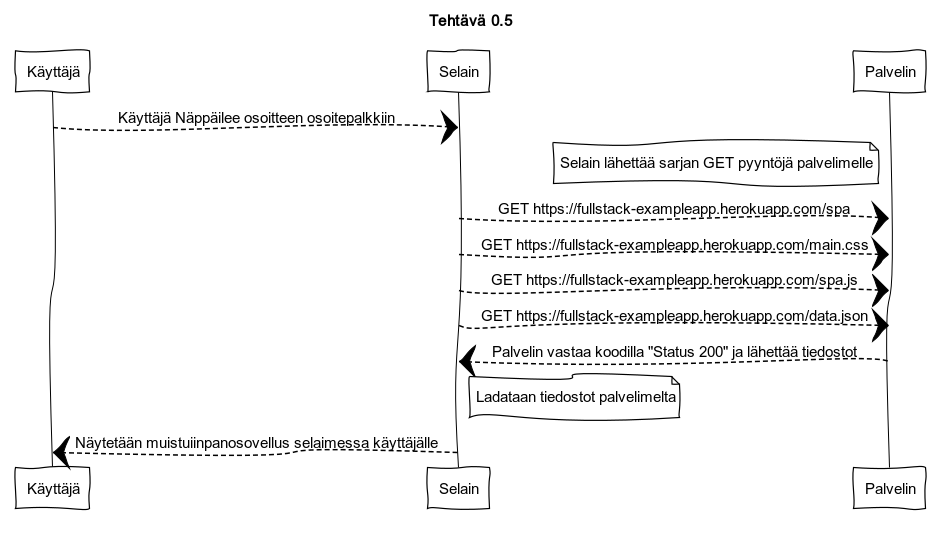 Tehtävä 0.5
Käyttäjä
Selain
Palvelin
Käyttäjä Näppäilee osoitteen osoitepalkkiin
Selain lähettää sarjan GET pyyntöjä palvelimelle
GET https://fullstack-exampleapp.herokuapp.com/spa
GET https://fullstack-exampleapp.herokuapp.com/main.css
GET https://fullstack-exampleapp.herokuapp.com/spa.js
GET https://fullstack-exampleapp.herokuapp.com/data.json
Palvelin vastaa koodilla "Status 200" ja lähettää tiedostot
Ladataan tiedostot palvelimelta
Näytetään muistuiinpanosovellus selaimessa käyttäjälle
Käyttäjä
Selain
Palvelin